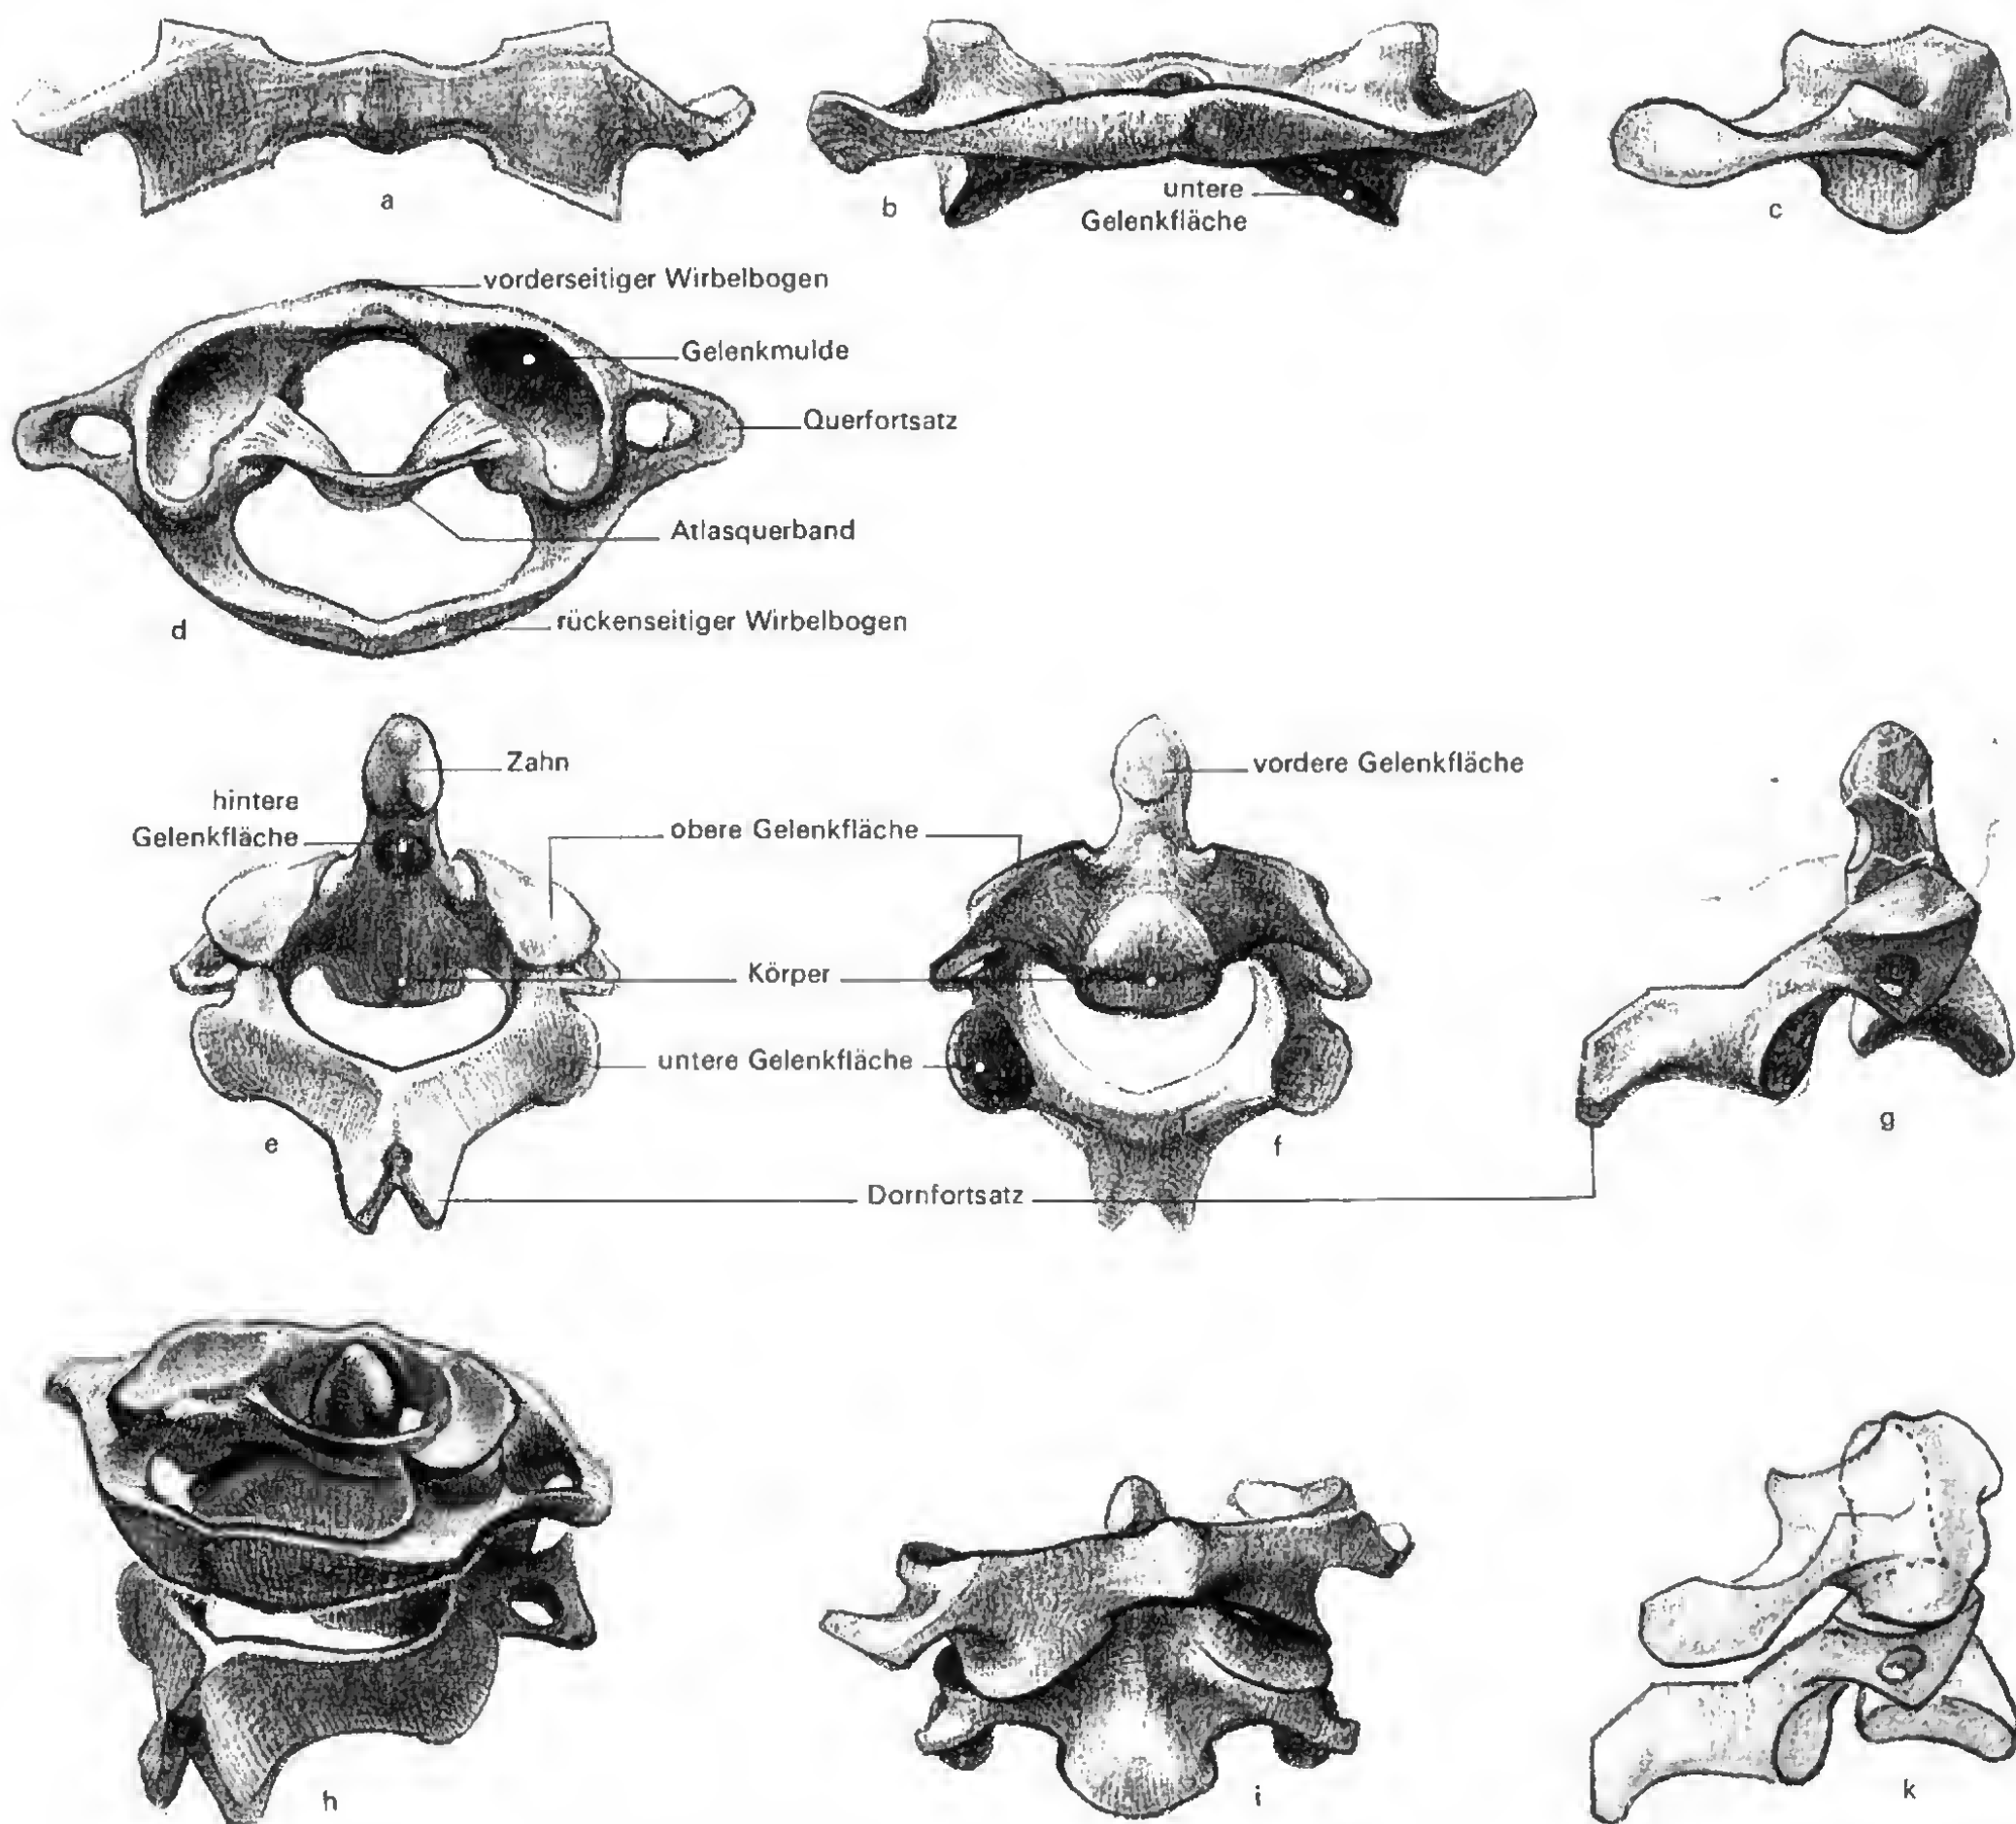 a
b
untere
Gelenkfläche
c
vorderseitiger Wirbelbogen
Gelenkmulde
Querfortsatz
Atlasquerband
rückenseitiger Wirbelbogen
d
Zahn
hintere
Gelenkfläche
vordere Gelenkfläche
obere Gelenkfläche
Körper
untere Gelenkfläche
e
f
g
Dornfortsatz
h
i
k